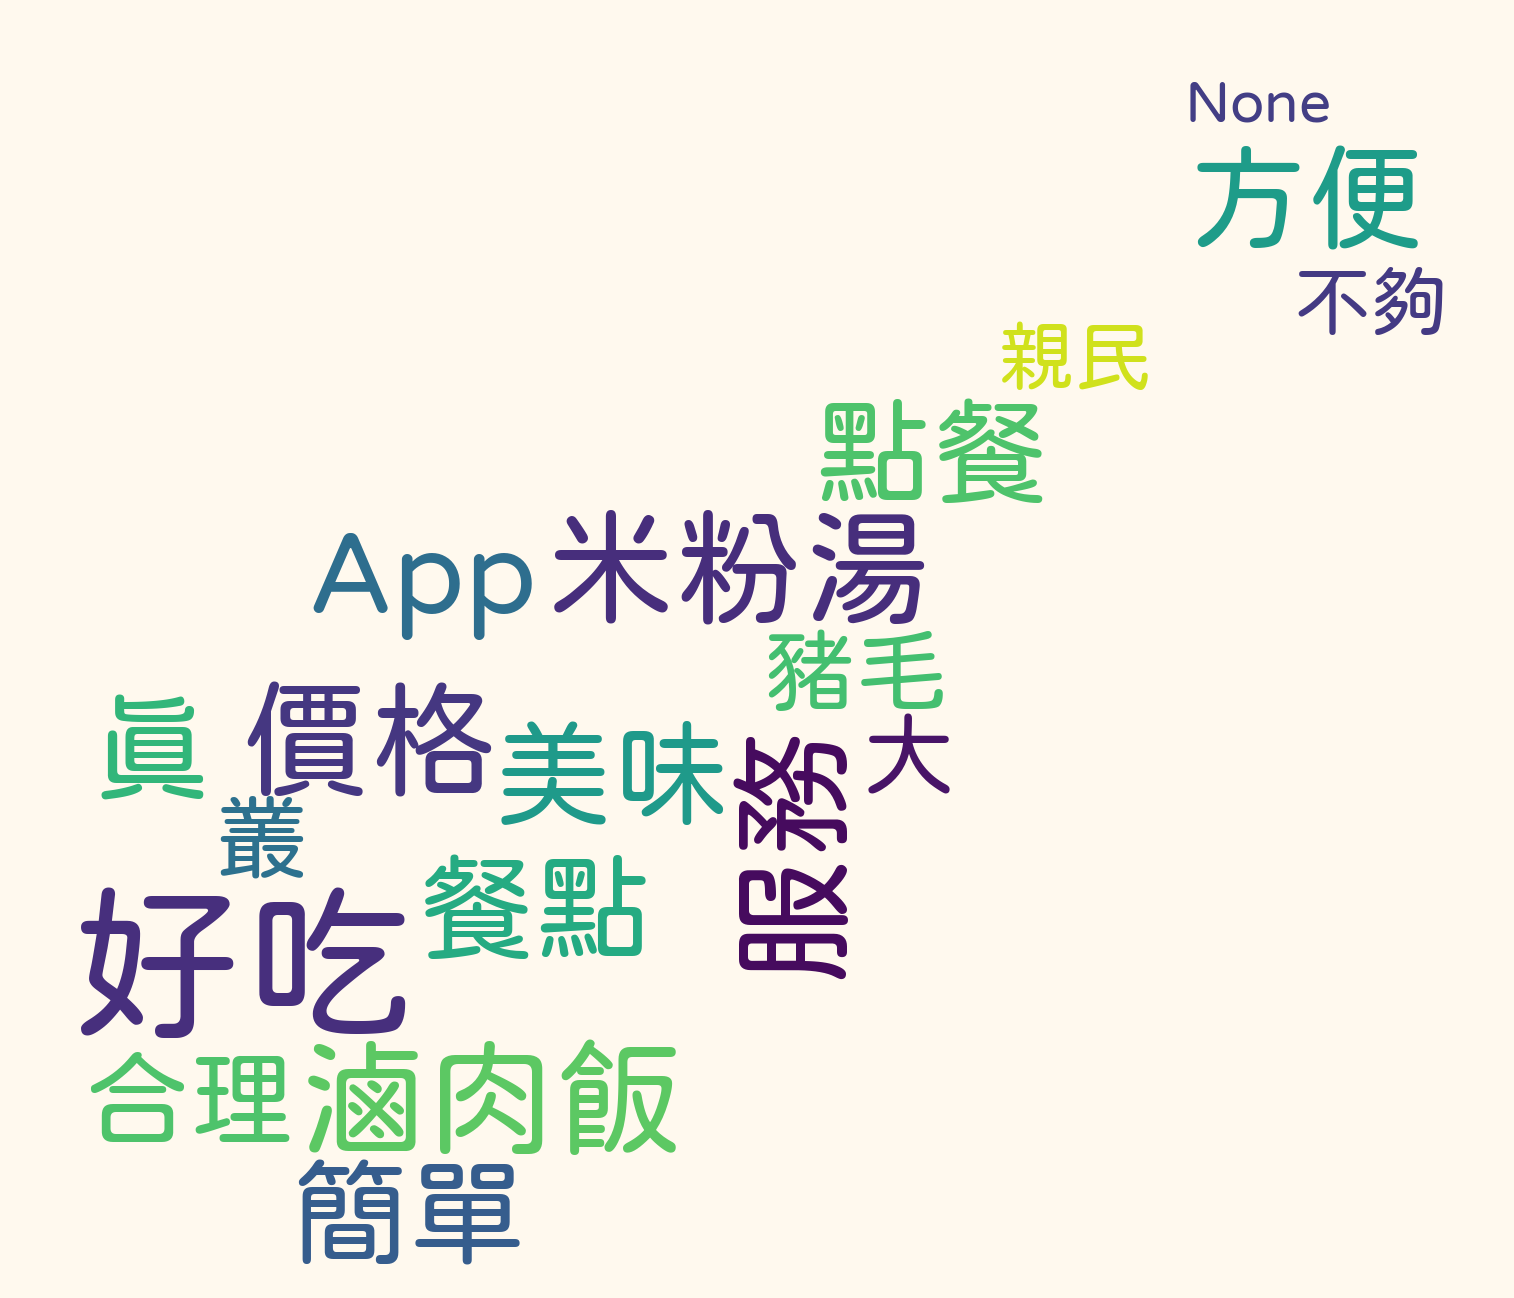 None
方便
不夠
親民
點餐
App
米粉湯
豬毛
真
價格
美味
服務
大
叢
好吃
餐點
合理
滷肉飯
簡單